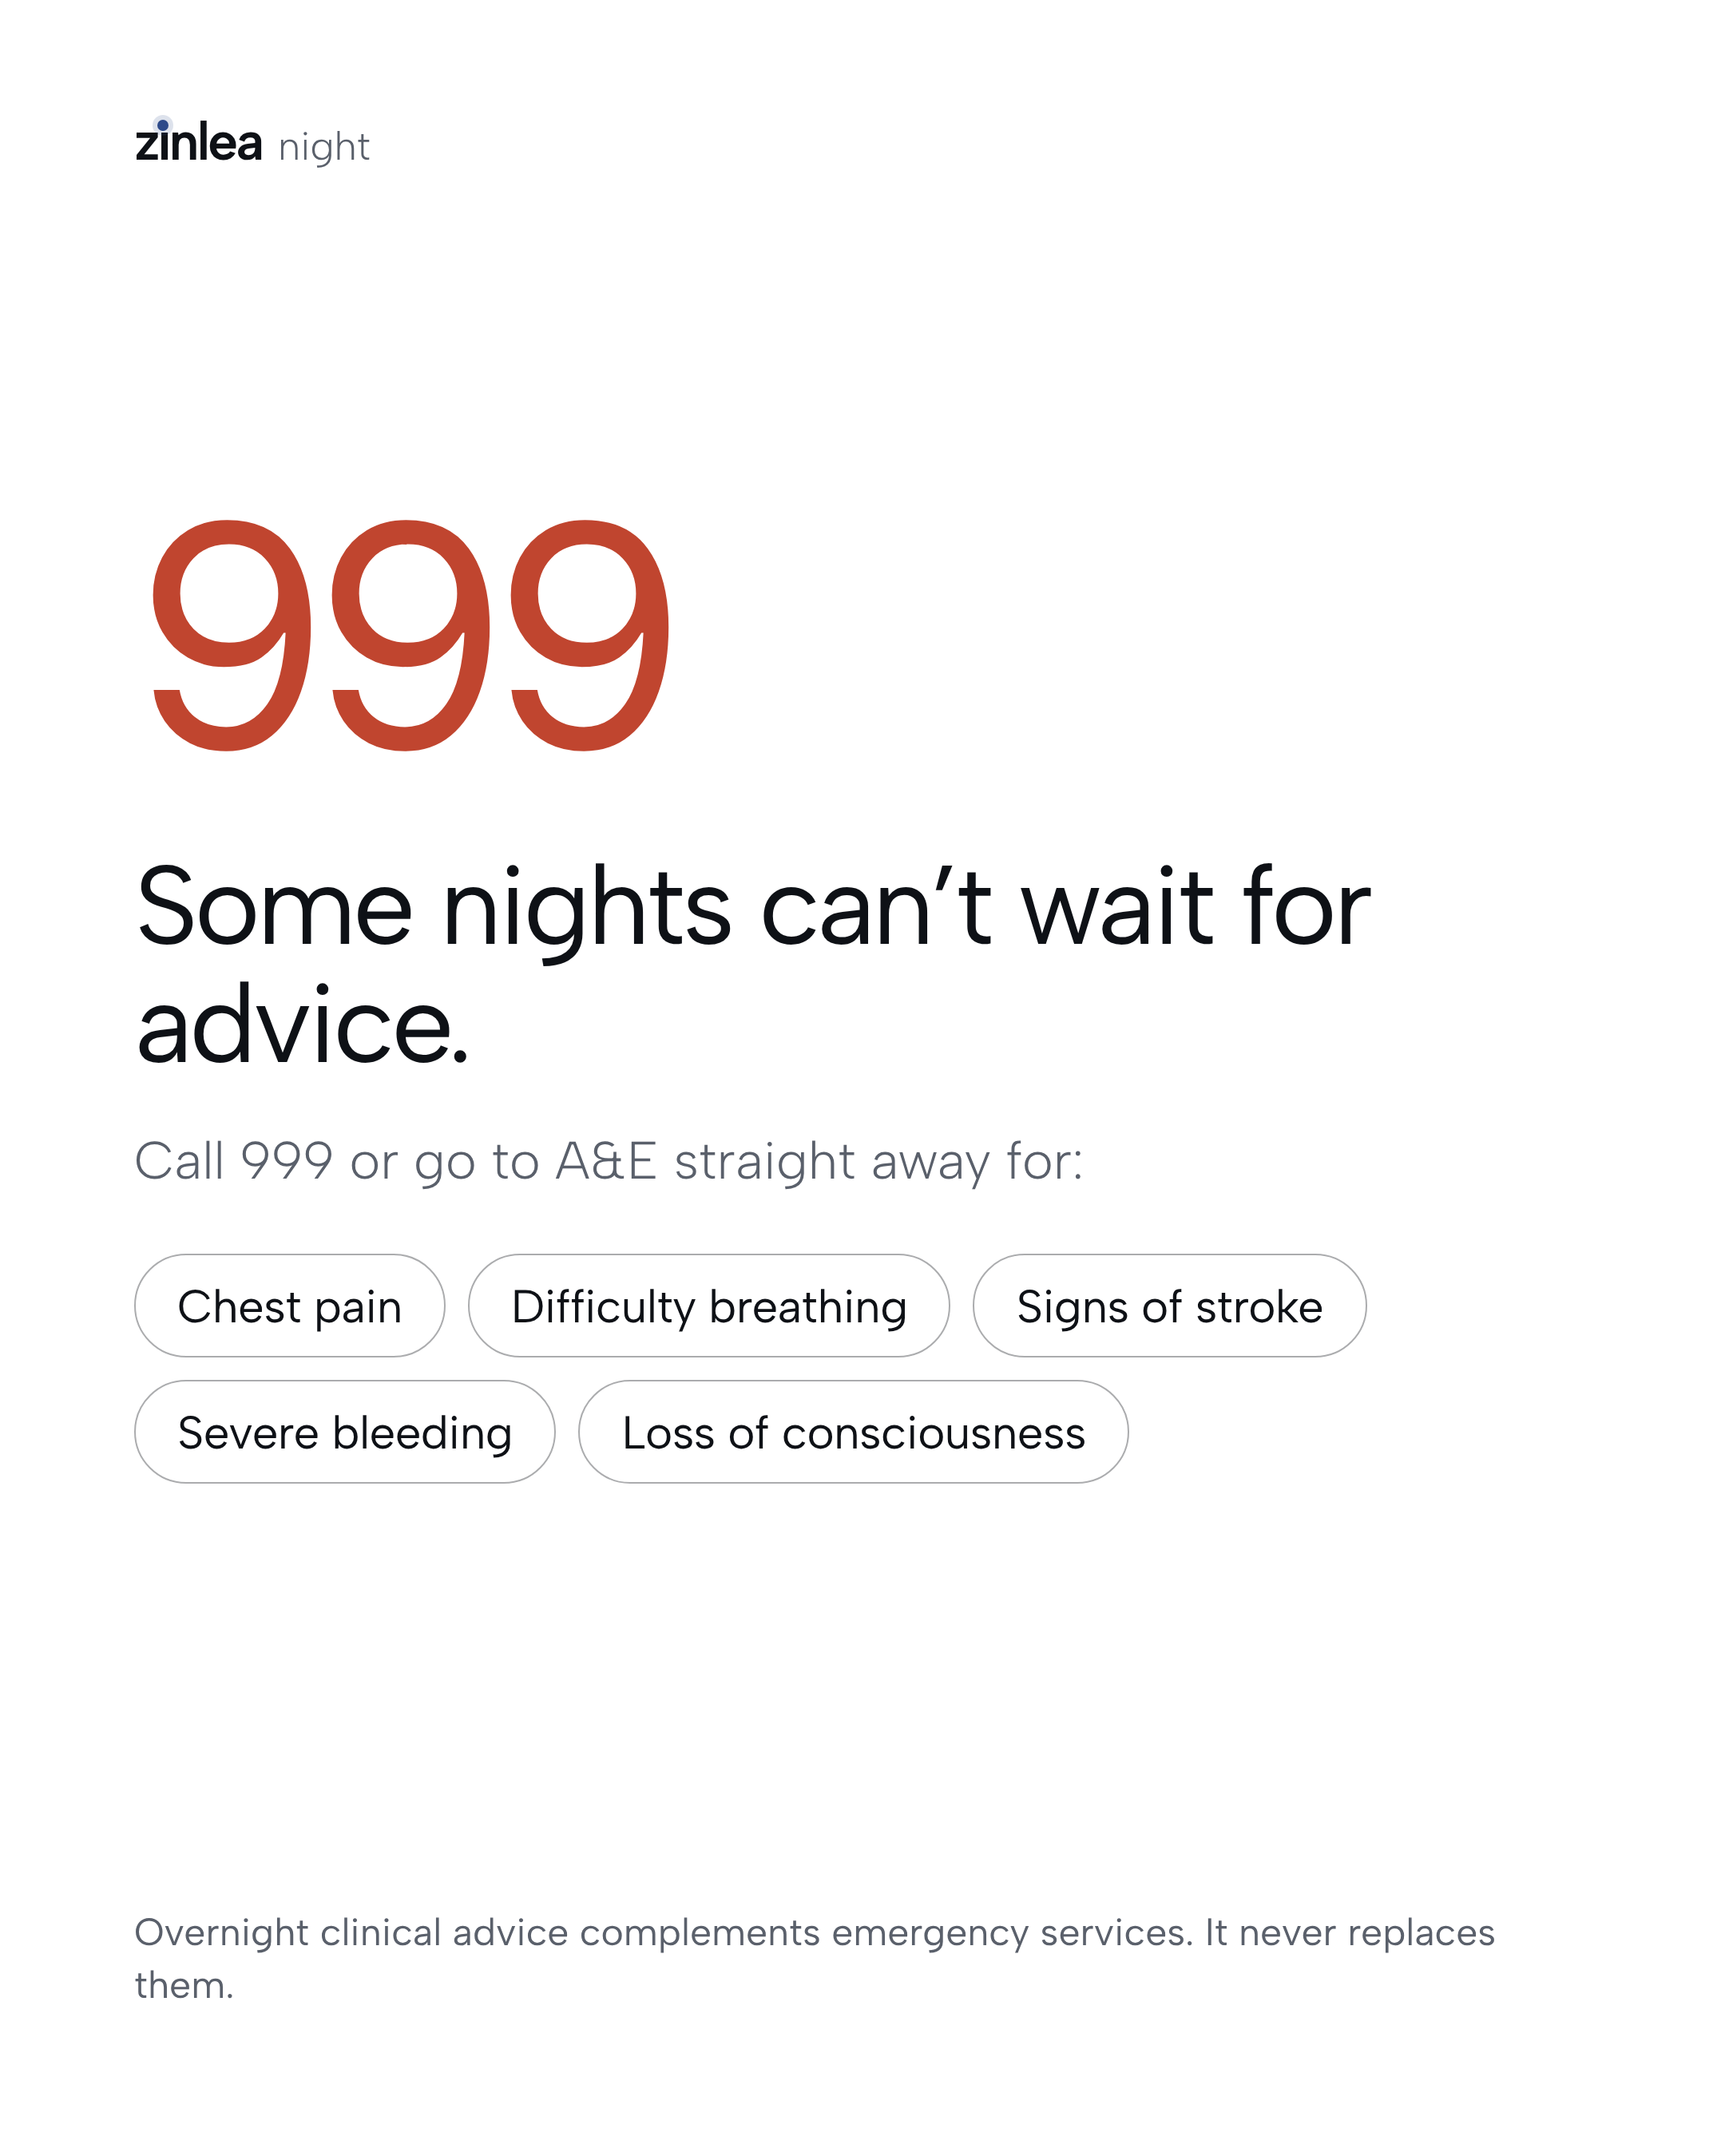 zinlea night
999
Some nights can’t wait for
advice.
Call 999 or go to A&E straight away for:
Chest pain Difficulty breathing Signs of stroke
Severe bleeding Loss of consciousness
Overnight clinical advice complements emergency services. It never replaces
them.